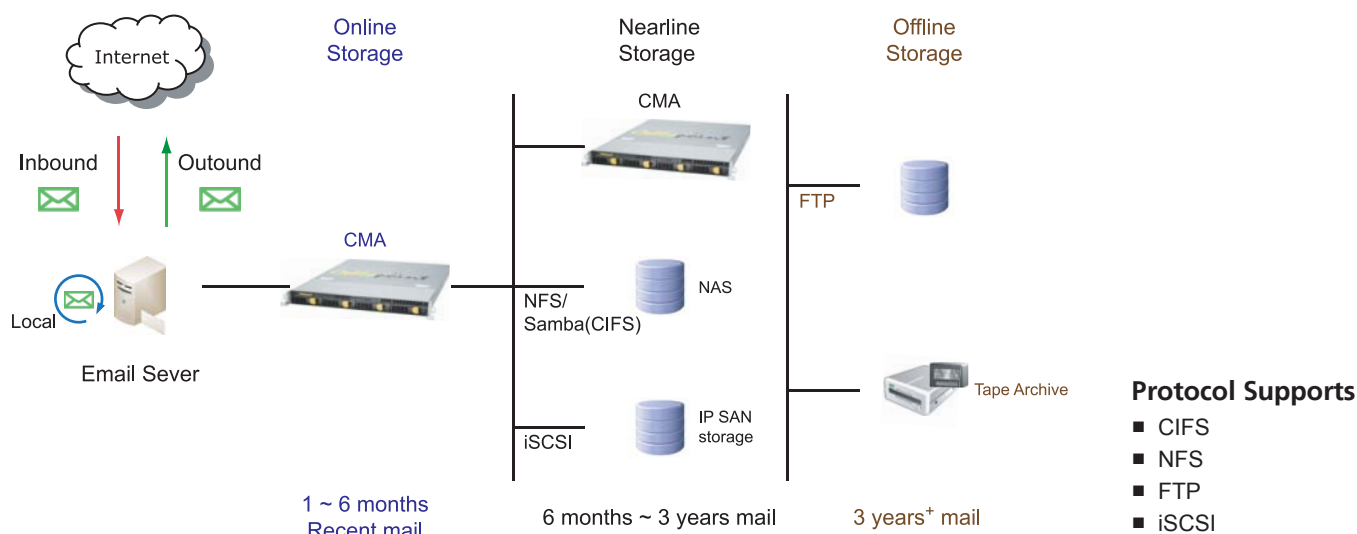 Internet
Online
Storage
Nearline
Storage
Offline
Storage
CMA
Inbound
Outound
FTP
CMA
Local
NFS/
Samba(CIFS)
NAS
Email Sever
Tape Archive
IP SAN
storage
iSCSI
Protocol Supports
■ CIFS
■ NFS
■ FTP
■ iSCSI
1 ~ 6 months
Recent mail
6 months ~ 3 years mail
3 years+ mail